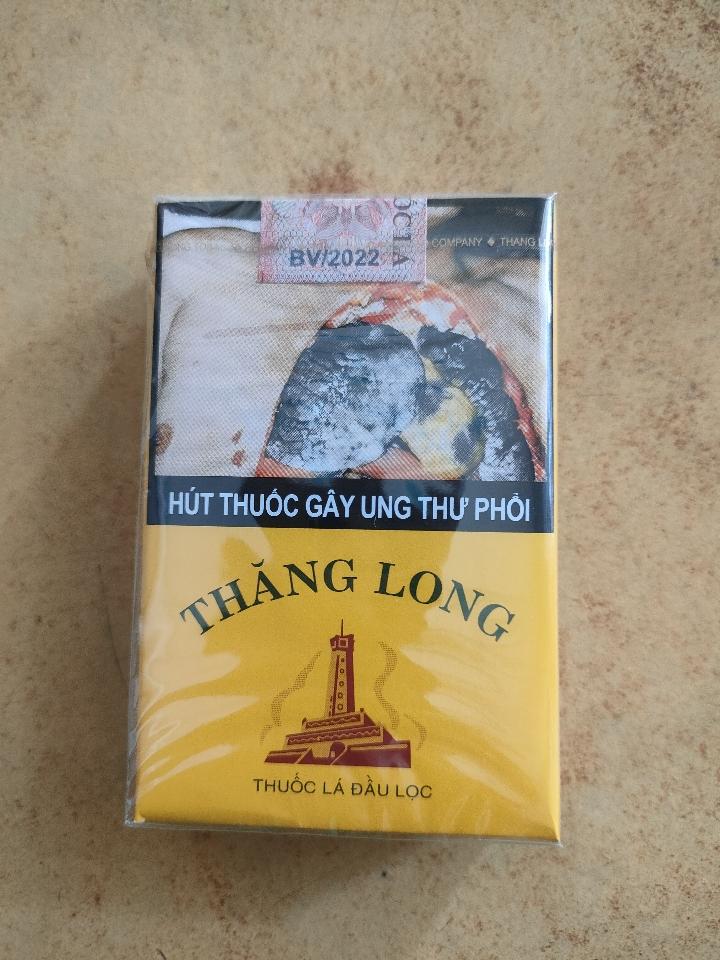 BV/2022
COMPANY ◆ THANG
HÚT THUỐC GÂY UNG THƯ PHỔI
THĂNG LONG
THUỐC LÁ ĐẦU LỌC